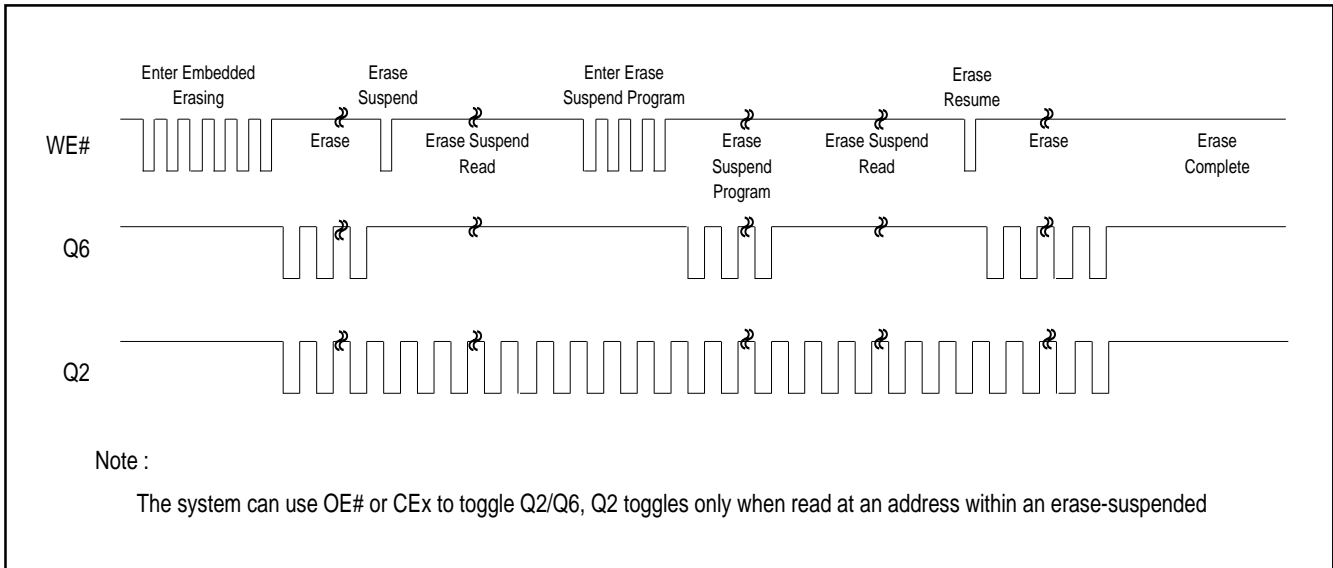 Enter Embedded
Erasing
Erase
Suspend
Enter Erase
Suspend Program
Erase
Resume
WE#
Erase
Erase Suspend
Read
Erase
Suspend
Program
Erase Suspend
Read
Erase
Erase
Complete
Q6
Q2
Note :
The system can use OE# or CEx to toggle Q2/Q6, Q2 toggles only when read at an address within an erase-suspended